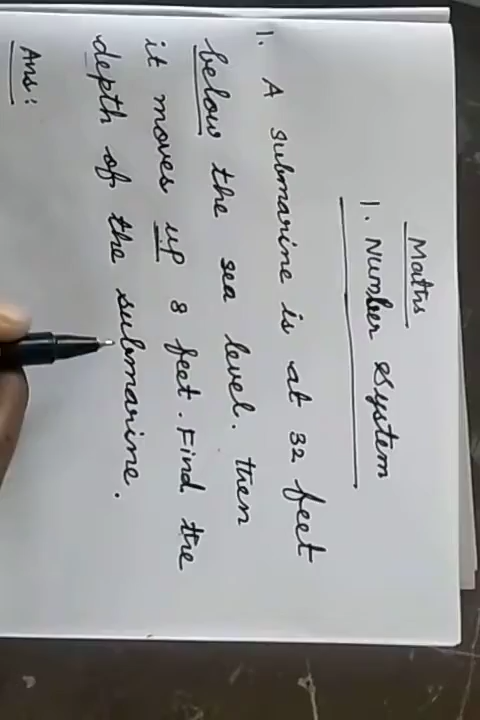 Maths
1. Number System
1. A submarine is at 32 feet
below the sea level. then
it moves up 8 feet. Find the
depth of the submarine.
Ans: